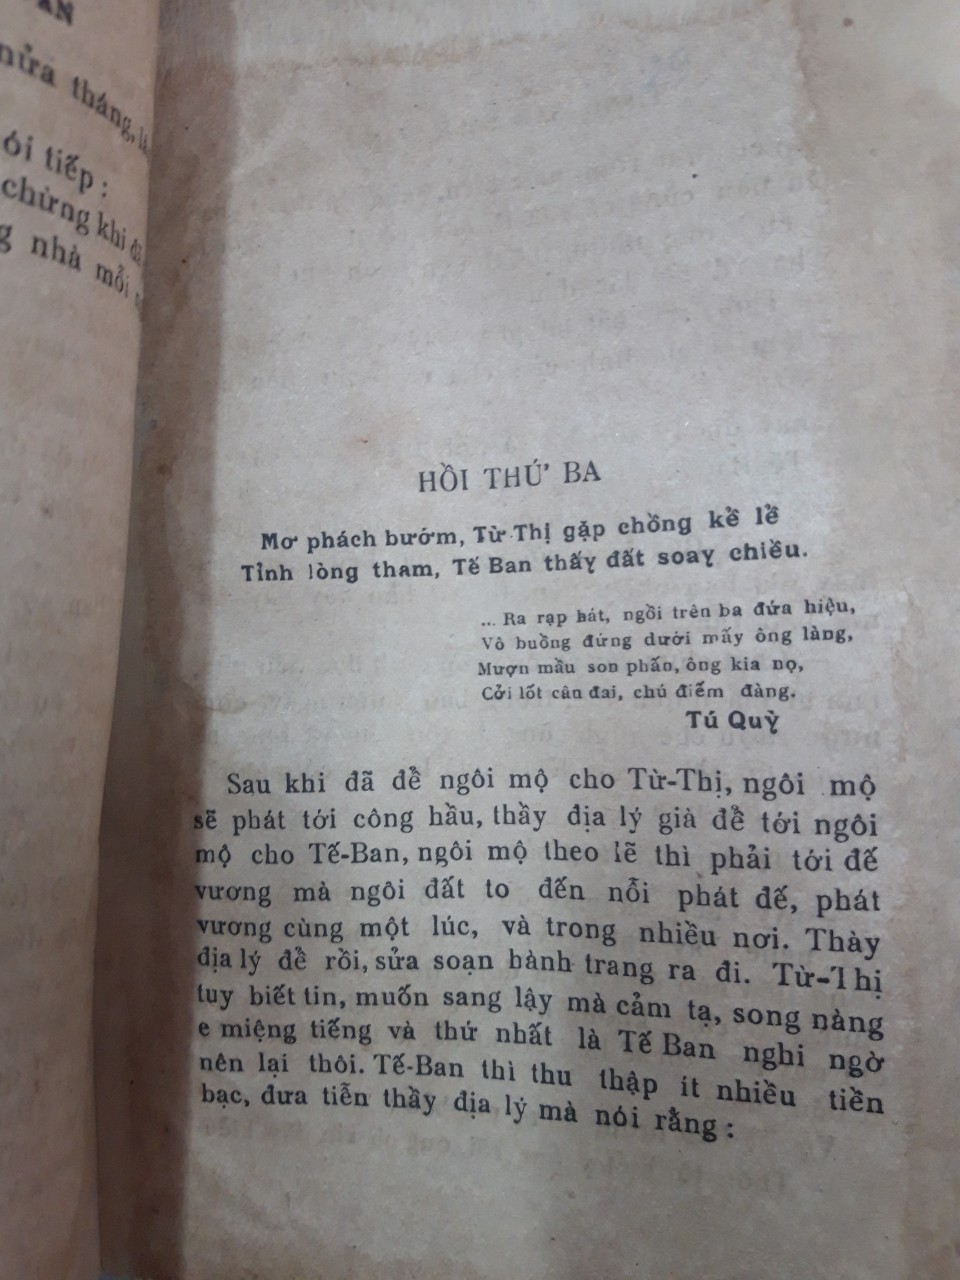 ÂN
nửa tháng,
ói tiếp :
chừng khi đã
g nhà mỗi
HỒI THỨ BA
Mơ phách bướm, Từ Thị gặp chồng kề lề
Tỉnh lòng tham, Tế Ban thấy đất soay chiều.
... Ra rạp hát, ngồi trên ba đứa hiệu,
Vô buồng đứng dưới mấy ông làng,
Mượn mầu son phấn, ông kia nọ,
Cởi lốt cân đai, chú điếm đàng.
Tú Quỳ
Sau khi đã để ngôi mộ cho Từ-Thị, ngôi mộ
sẽ phát tới công hầu, thầy địa lý già để tới ngôi
mộ cho Tế-Ban, ngôi mộ theo lẽ thì phải tới đế
vương mà ngôi đất to đến nỗi phát đế, phát
vương cùng một lúc, và trong nhiều nơi. Thày
địa lý để rồi, sửa soạn hành trang ra đi. Từ-Thị
tuy biết tin, muốn sang lậy mà cảm tạ, song nàng
e miệng tiếng và thứ nhất là Tế Ban nghi ngờ
nên lại thôi. Tế-Ban thì thu thập ít nhiều tiền
bạc, đưa tiễn thầy địa lý mà nói rằng :